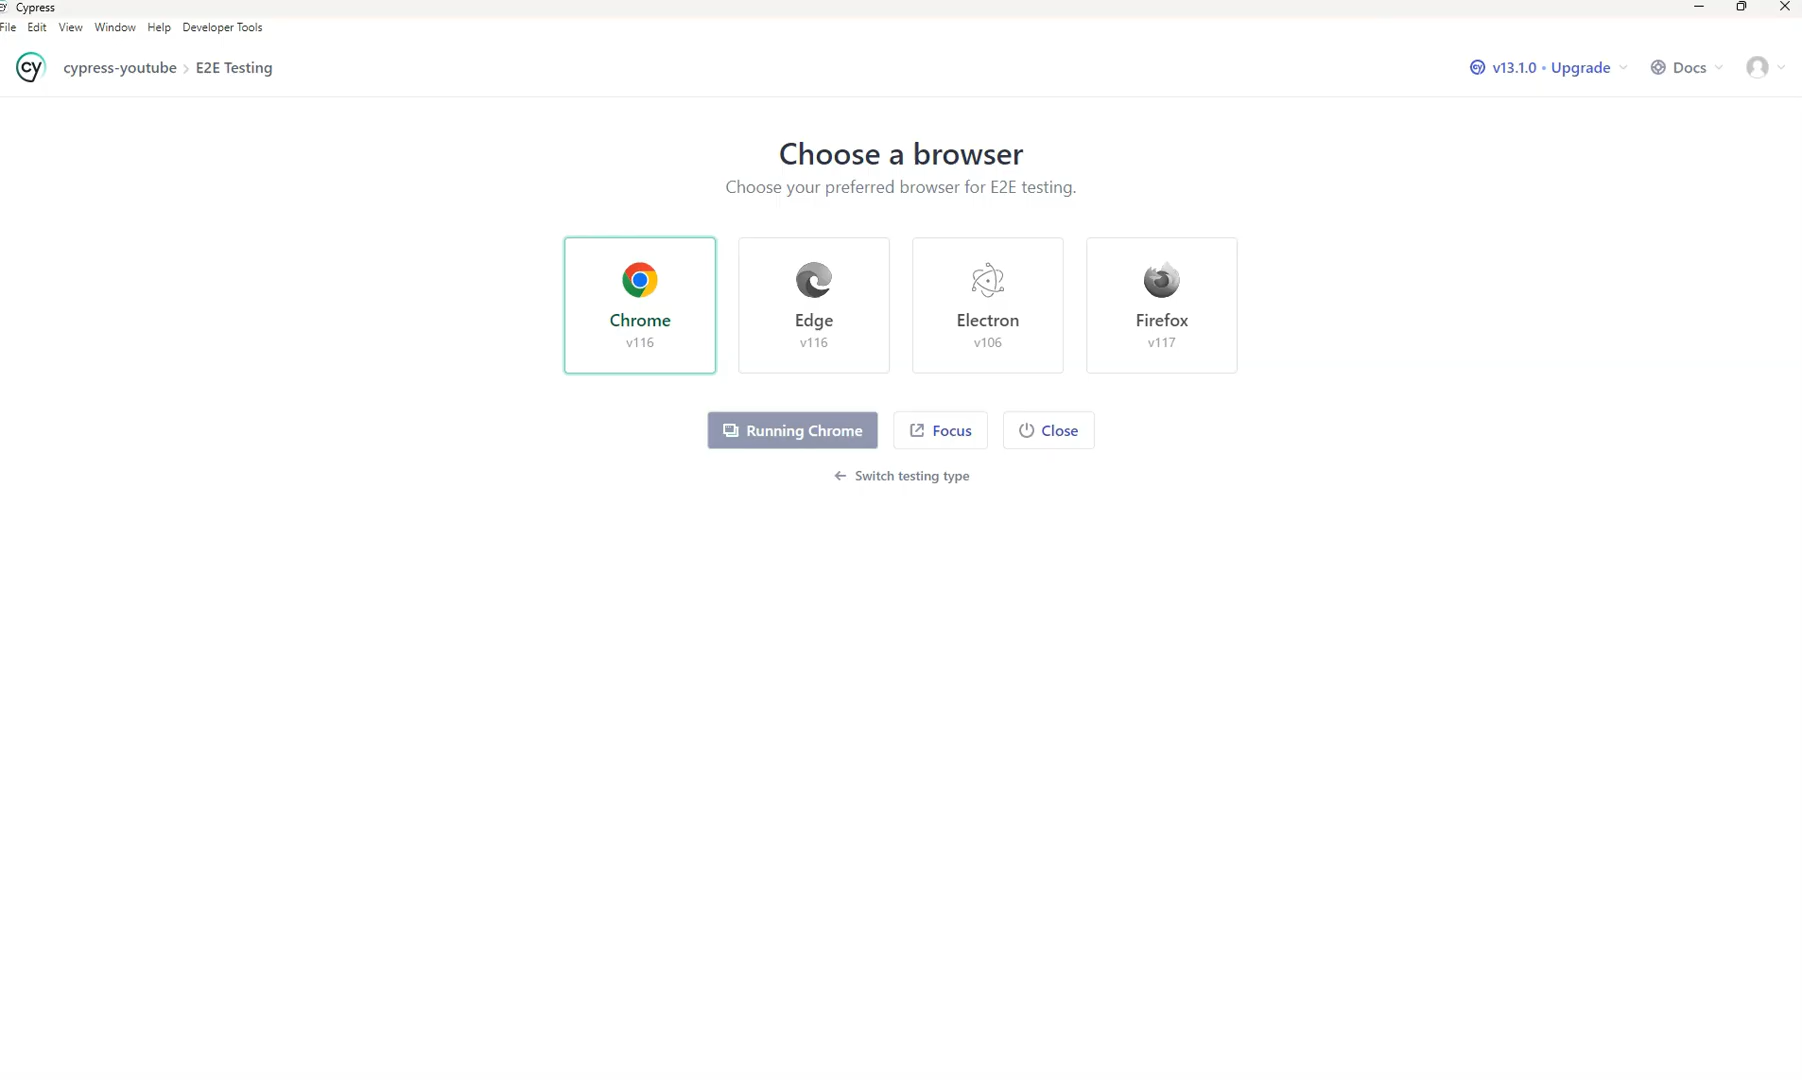 Cypress
File Edit View Window Help Developer Tools
cy cypress-youtube > E2E Testing
v13.1.0 • Upgrade Docs
Choose a browser
Choose your preferred browser for E2E testing.
Chrome
v116
Edge
v116
Electron
v106
Firefox
v117
Running Chrome Focus Close
← Switch testing type